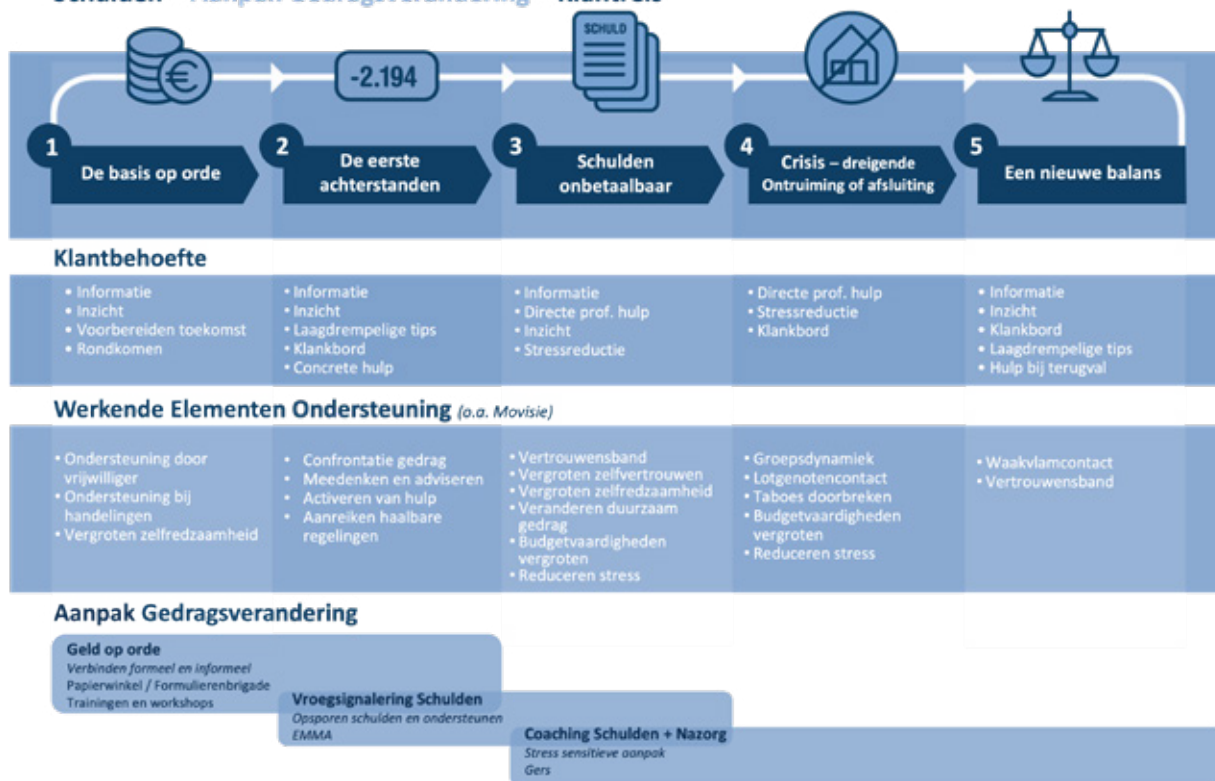 Schulden – Aanpak Gedragsverandering – Klantreis
SCHULD
-2.194
1
De basis op orde
2
De eerste
achterstanden
3
Schulden
onbetaalbaar
4
Crisis – dreigende
Ontruiming of afsluiting
5
Een nieuwe balans
Klantbehoefte
• Informatie
• Inzicht
• Voorbereiden toekomst
• Rondkomen
• Informatie
• Inzicht
• Laagdrempelige tips
• Klankbord
• Concrete hulp
• Informatie
• Directe prof. hulp
• Inzicht
• Stressreductie
• Directe prof. hulp
• Stressreductie
• Klankbord
• Informatie
• Inzicht
• Klankbord
• Laagdrempelige tips
• Hulp bij terugval
Werkende Elementen Ondersteuning (o.a. Movisie)
• Ondersteuning door
vrijwilliger
• Ondersteuning bij
handelingen
• Vergroten zelfredzaamheid
• Confrontatie gedrag
• Meedenken en adviseren
• Activeren van hulp
• Aanreiken haalbare
regelingen
• Vertrouwensband
• Vergroten zelfvertrouwen
• Vergroten zelfredzaamheid
• Veranderen duurzaam
gedrag
• Budgetvaardigheden
vergroten
• Reduceren stress
• Groepsdynamiek
• Lotgenotencontact
• Taboes doorbreken
• Budgetvaardigheden
vergroten
• Reduceren stress
• Waakvlamcontact
• Vertrouwensband
Aanpak Gedragsverandering
Geld op orde
Verbinden formeel en informeel
Papierwinkel / Formulierenbrigade
Trainingen en workshops
Vroegsignalering Schulden
Opsporen schulden en ondersteunen
EMMA
Coaching Schulden + Nazorg
Stress sensitieve aanpak
Gers